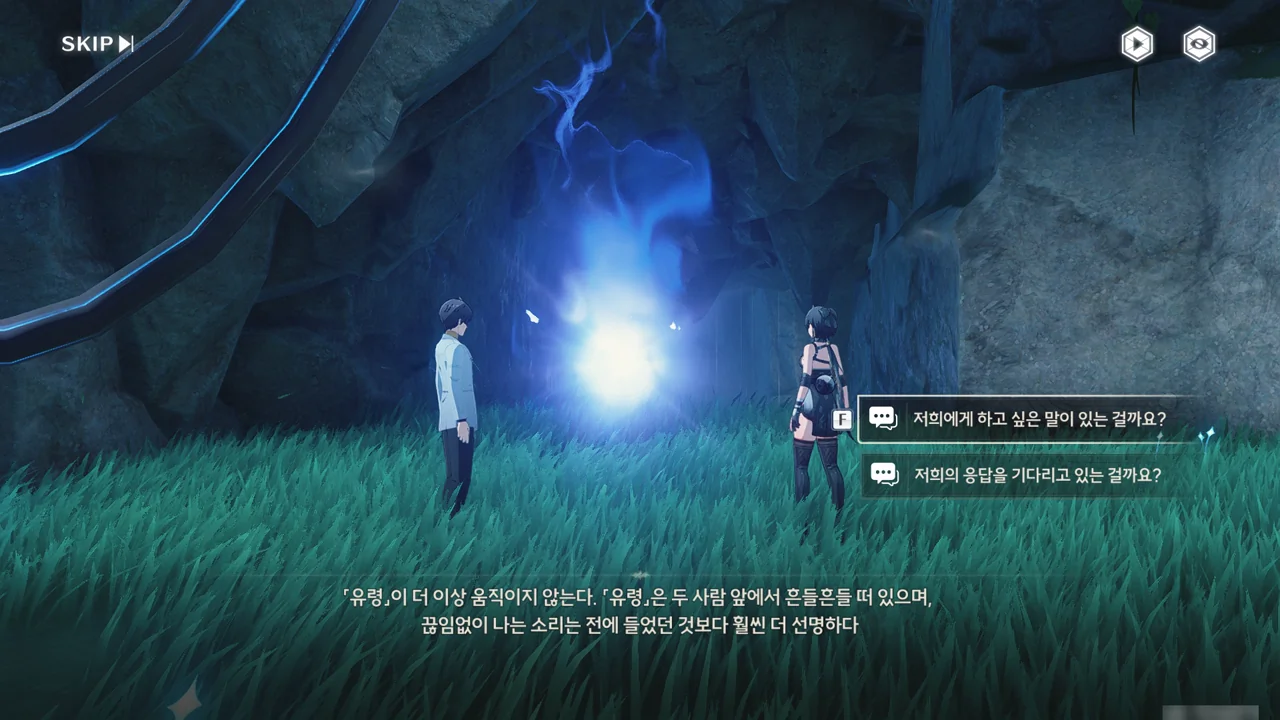 SKIP
F
저희에게 하고 싶은 말이 있는 걸까요?
저희의 응답을 기다리고 있는 걸까요?
「유령」이 더 이상 움직이지 않는다. 「유령」은 두 사람 앞에서 흔들흔들 떠 있으며,
끊임없이 나는 소리는 전에 들었던 것보다 훨씬 더 선명하다